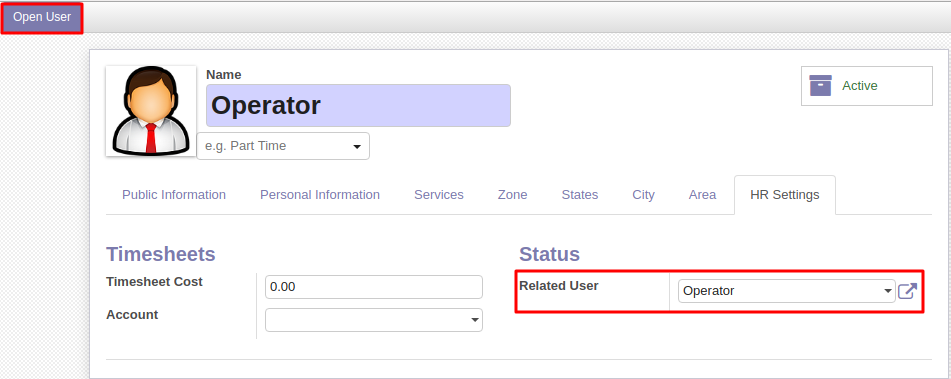 Open User
Name
Operator
Active
e.g. Part Time
Public Information Personal Information Services Zone States City Area HR Settings
Timesheets Status
Timesheet Cost 0.00 Related User Operator
Account